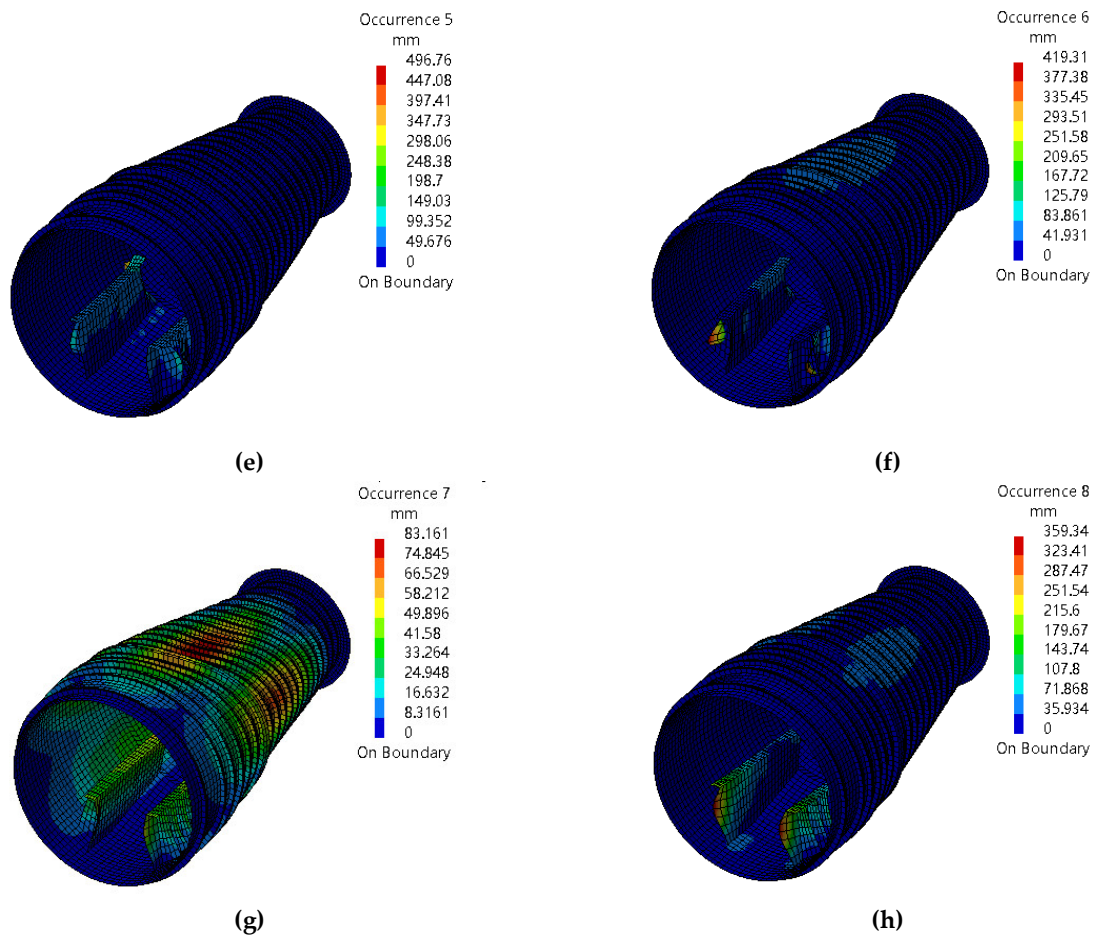 Occurrence 5
mm
496.76
447.08
397.41
347.73
298.06
248.38
198.7
149.03
99.352
49.676
0
On Boundary
(e)
Occurrence 6
mm
419.31
377.38
335.45
293.51
251.58
209.65
167.72
125.79
83.861
41.931
0
On Boundary
(f)
Occurrence 7
mm
83.161
74.845
66.529
58.212
49.896
41.58
33.264
24.948
16.632
8.3161
0
On Boundary
(g)
Occurrence 8
mm
359.34
323.41
287.47
251.54
215.6
179.67
143.74
107.8
71.868
35.934
0
On Boundary
(h)